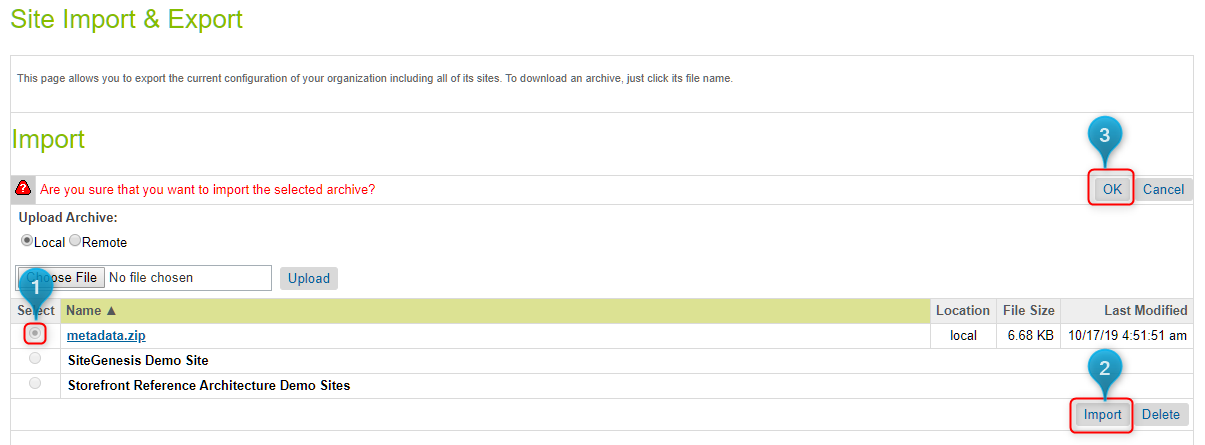 Site Import & Export
This page allows you to export the current configuration of your organization including all of its sites. To download an archive, just click its file name.
Import
3
Are you sure that you want to import the selected archive? OK Cancel
Upload Archive:
Local Remote
Choose File No file chosen Upload
1
Select Name ▲ Location File Size Last Modified
metadata.zip local 6.68 KB 10/17/19 4:51:51 am
SiteGenesis Demo Site
2
Storefront Reference Architecture Demo Sites
Import Delete